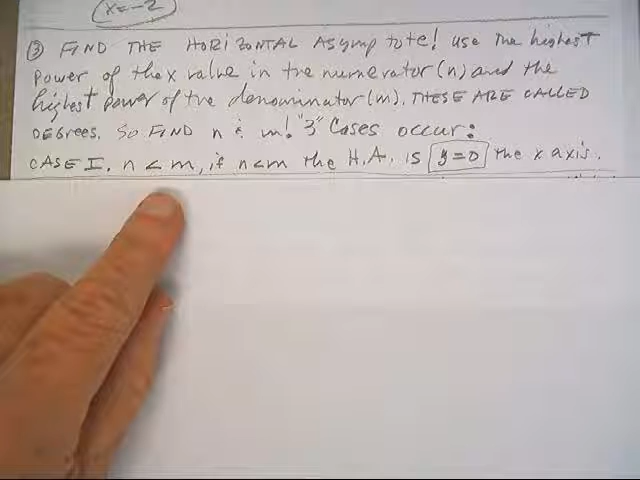 x=-2
③ FIND THE HORIZONTAL ASymptote! Use the highest
Power of the x value in the numerator (n) and the
highest power of the denominator (m). THESE ARE CALLED
DEGREES. SO FIND n & m! "3" Cases occur:
CASE I. n < m, if n<m the H.A. is y=0 the x axis.